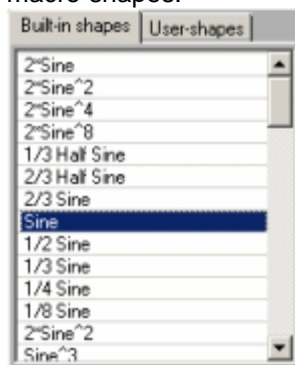 macro-shapes.
Built-in shapes User-shapes
2*Sine
2*Sine^2
2*Sine^4
2*Sine^8
1/3 Half Sine
2/3 Half Sine
2/3 Sine
Sine
1/2 Sine
1/3 Sine
1/4 Sine
1/8 Sine
2*Sine^2
Sine^3